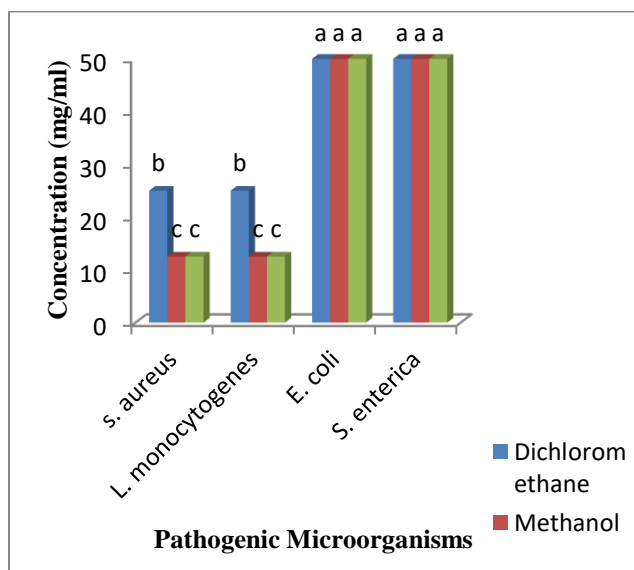 a a a a a a
50
40
b b
30
c c c c
20
10
0
Concentration (mg/ml)
s. aureus
L. monocytogenes
E. coli
S. enterica
Dichlorom
ethane
Methanol
Pathogenic Microorganisms